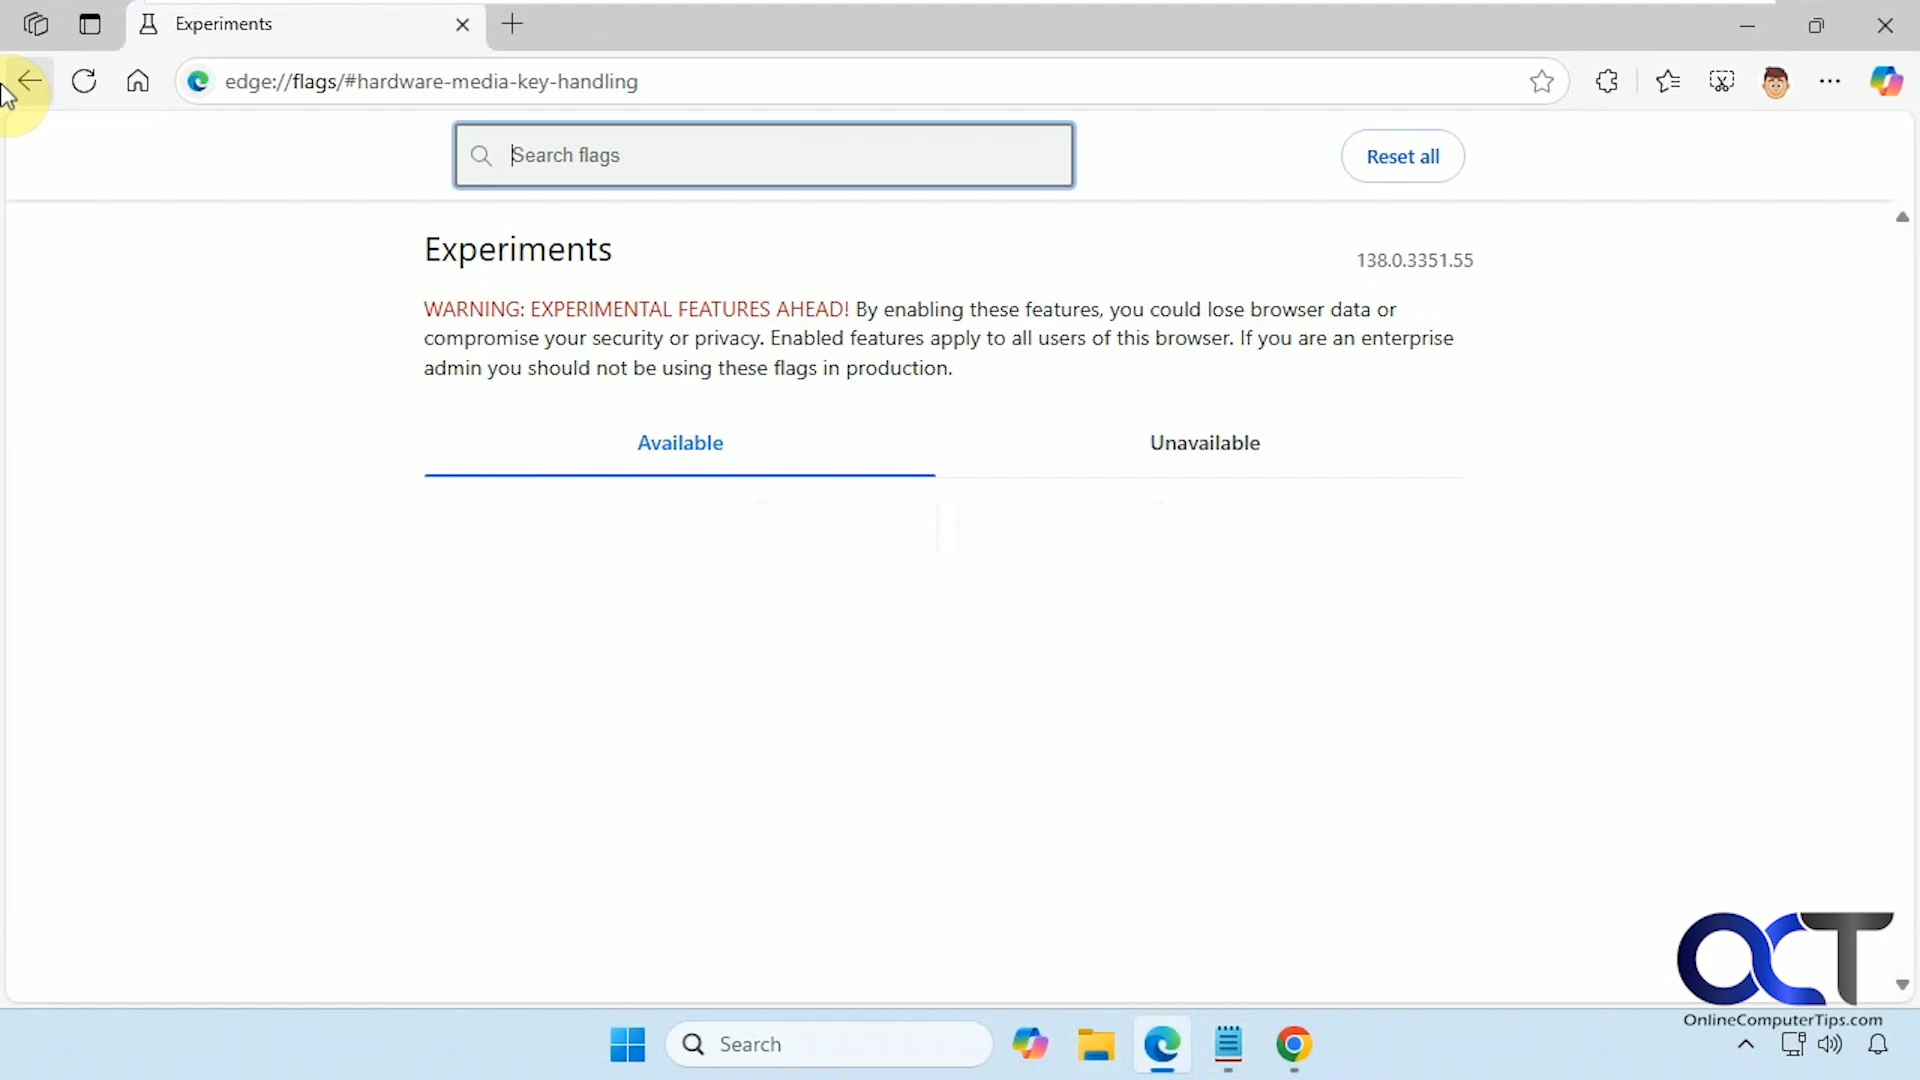 Experiments
edge://flags/#hardware-media-key-handling
Search flags
Reset all
Experiments
138.0.3351.55
WARNING: EXPERIMENTAL FEATURES AHEAD! By enabling these features, you could lose browser data or
compromise your security or privacy. Enabled features apply to all users of this browser. If you are an enterprise
admin you should not be using these flags in production.
Available
Unavailable
OCT
OnlineComputerTips.com
Search